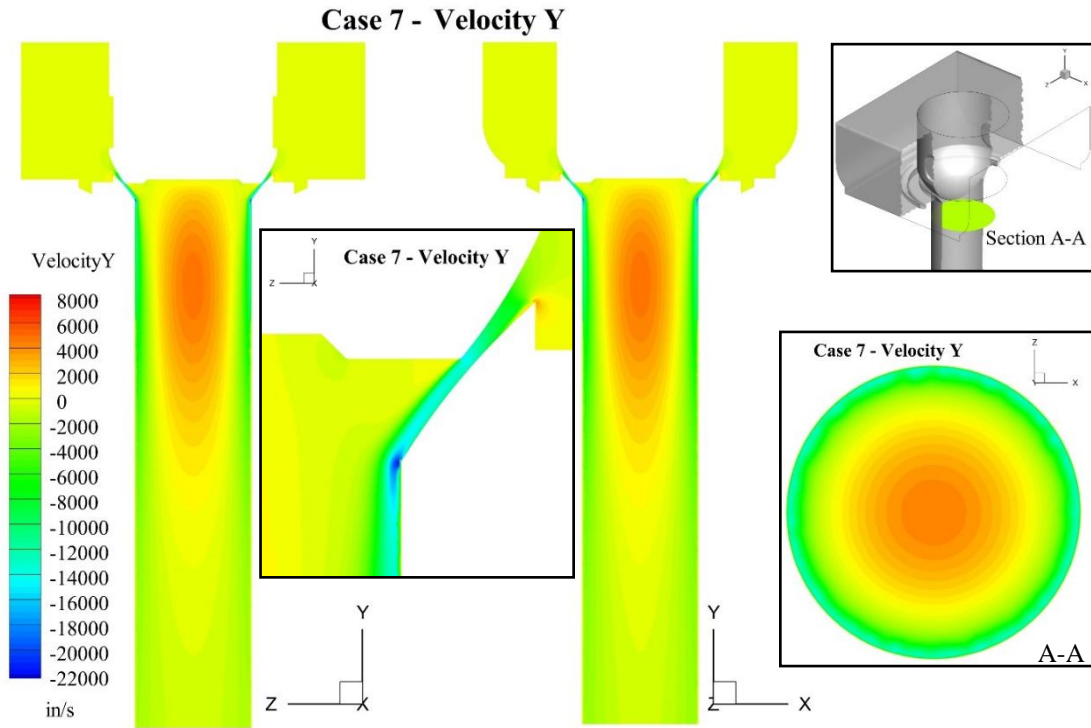 Case 7 - Velocity Y
VelocityY
8000
6000
4000
2000
0
-2000
-4000
-6000
-8000
-10000
-12000
-14000
-16000
-18000
-20000
-22000
in/s
Y
Z
X
Case 7 - Velocity Y
Y
Z
X
Y
Z
X
Y
Z
X
Section A-A
Case 7 - Velocity Y
Z
Y
X
A-A